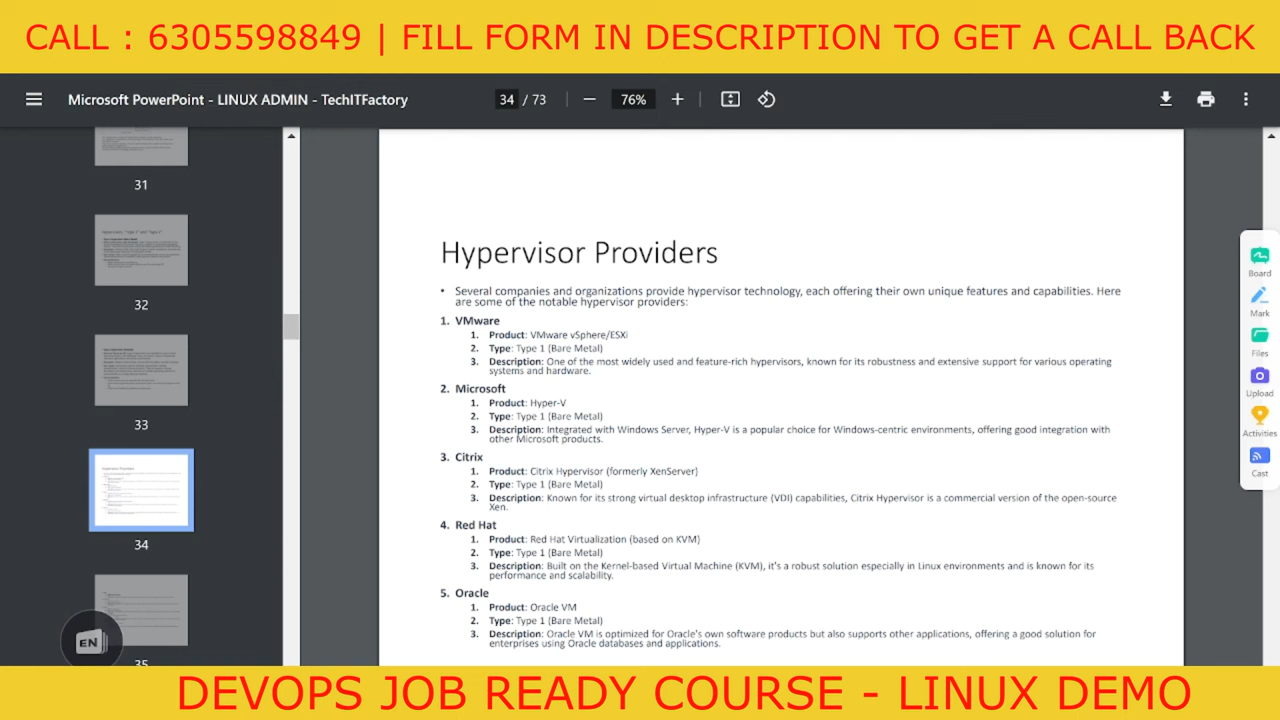 CALL : 6305598849 | FILL FORM IN DESCRIPTION TO GET A CALL BACK
Microsoft PowerPoint - LINUX ADMIN - TechITFactory
34 / 73
76%
31
32
33
34
35
EN
Hypervisor Providers
• Several companies and organizations provide hypervisor technology, each offering their own unique features and capabilities. Here
are some of the notable hypervisor providers:
1. VMware
1. Product: VMware vSphere/ESXi
2. Type: Type 1 (Bare Metal)
3. Description: One of the most widely used and feature-rich hypervisors, known for its robustness and extensive support for various operating
systems and hardware.
2. Microsoft
1. Product: Hyper-V
2. Type: Type 1 (Bare Metal)
3. Description: Integrated with Windows Server, Hyper-V is a popular choice for Windows-centric environments, offering good integration with
other Microsoft products.
3. Citrix
1. Product: Citrix Hypervisor (formerly XenServer)
2. Type: Type 1 (Bare Metal)
3. Description: Known for its strong virtual desktop infrastructure (VDI) capabilities, Citrix Hypervisor is a commercial version of the open-source
Xen.
4. Red Hat
1. Product: Red Hat Virtualization (based on KVM)
2. Type: Type 1 (Bare Metal)
3. Description: Built on the Kernel-based Virtual Machine (KVM), it's a robust solution especially in Linux environments and is known for its
performance and scalability.
5. Oracle
1. Product: Oracle VM
2. Type: Type 1 (Bare Metal)
3. Description: Oracle VM is optimized for Oracle's own software products but also supports other applications, offering a good solution for
enterprises using Oracle databases and applications.
Board
Mark
Files
Upload
Activities
Cast
DEVOPS JOB READY COURSE - LINUX DEMO